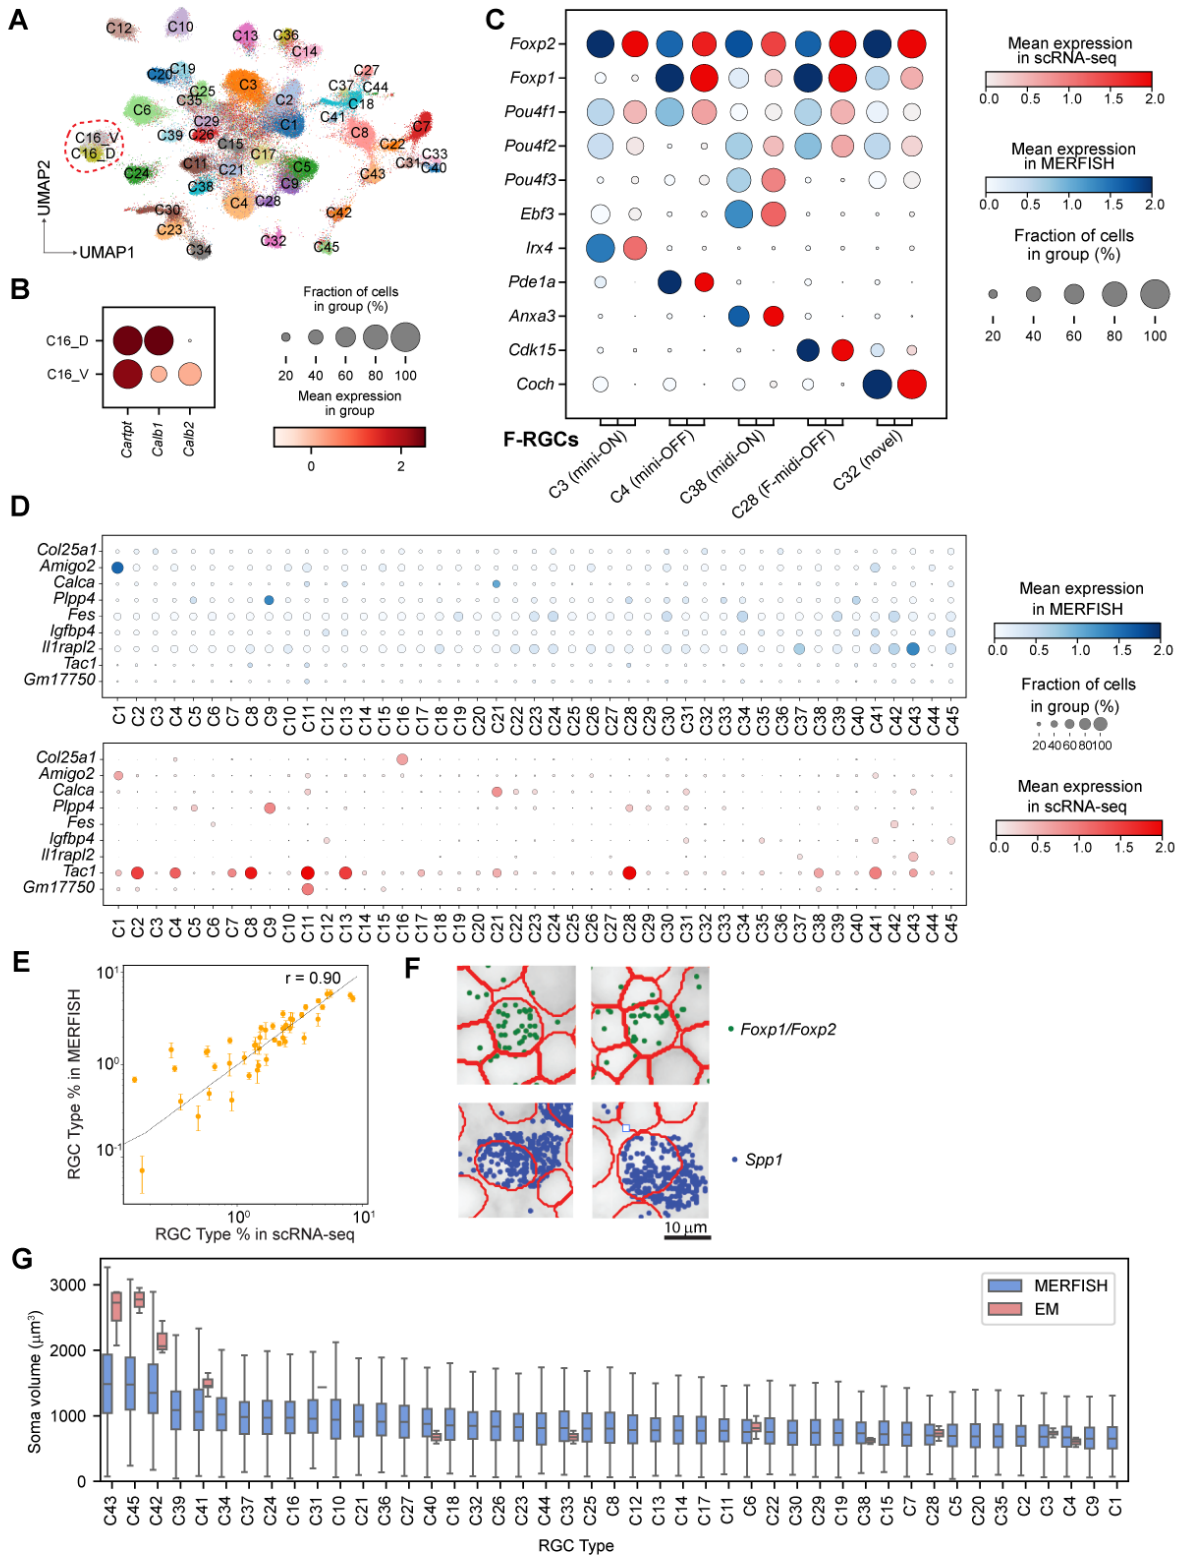 A
C12
C10
C13
C36
C14
C20
C19
C3
C27
C37
C44
C25
C35
C2
C18
C6
C41
C29
C1
C7
C39
C26
C8
C16_V
C15
C22
C16_D
C17
C33
C11
C31
C40
C24
C21
C5
C43
C38
C9
C4
C28
C30
C42
C23
C32
C45
C34
UMAP2
UMAP1
B
C16_D
C16_V
Cartpt
Calb1
Calb2
Fraction of cells
in group (%)
20 40 60 80 100
Mean expression
in group
0 2
C
Foxp2
Foxp1
Pou4f1
Pou4f2
Pou4f3
Ebf3
Irx4
Pde1a
Anxa3
Cdk15
Coch
F-RGCs
C3 (mini-ON)
C4 (mini-OFF)
C38 (midi-ON)
C28 (F-midi-OFF)
C32 (novel)
Mean expression
in scRNA-seq
0.0 0.5 1.0 1.5 2.0
Mean expression
in MERFISH
0.0 0.5 1.0 1.5 2.0
Fraction of cells
in group (%)
20 40 60 80 100
D
Col25a1
Amigo2
Calca
Plpp4
Fes
Igfbp4
Il1rapl2
Tac1
Gm17750
C1 C2 C3 C4 C5 C6 C7 C8 C9 C10 C11 C12 C13 C14 C15 C16 C17 C18 C19 C20 C21 C22 C23 C24 C25 C26 C27 C28 C29 C30 C31 C32 C33 C34 C35 C36 C37 C38 C39 C40 C41 C42 C43 C44 C45
Col25a1
Amigo2
Calca
Plpp4
Fes
Igfbp4
Il1rapl2
Tac1
Gm17750
C1 C2 C3 C4 C5 C6 C7 C8 C9 C10 C11 C12 C13 C14 C15 C16 C17 C18 C19 C20 C21 C22 C23 C24 C25 C26 C27 C28 C29 C30 C31 C32 C33 C34 C35 C36 C37 C38 C39 C40 C41 C42 C43 C44 C45
Mean expression
in MERFISH
0.0 0.5 1.0 1.5 2.0
Fraction of cells
in group (%)
20 40 60 80 100
Mean expression
in scRNA-seq
0.0 0.5 1.0 1.5 2.0
E
r = 0.90
10¹
10⁰
10⁻¹
RGC Type % in MERFISH
10⁰ 10¹
RGC Type % in scRNA-seq
F
Foxp1/Foxp2
Spp1
10 μm
G
MERFISH
EM
3000
2000
1000
0
Soma volume (μm³)
C43 C45 C42 C39 C41 C34 C37 C24 C16 C31 C10 C21 C36 C27 C40 C18 C32 C26 C23 C44 C33 C25 C8 C12 C13 C14 C17 C11 C6 C22 C30 C29 C19 C38 C15 C7 C28 C5 C20 C35 C2 C3 C4 C9 C1
RGC Type